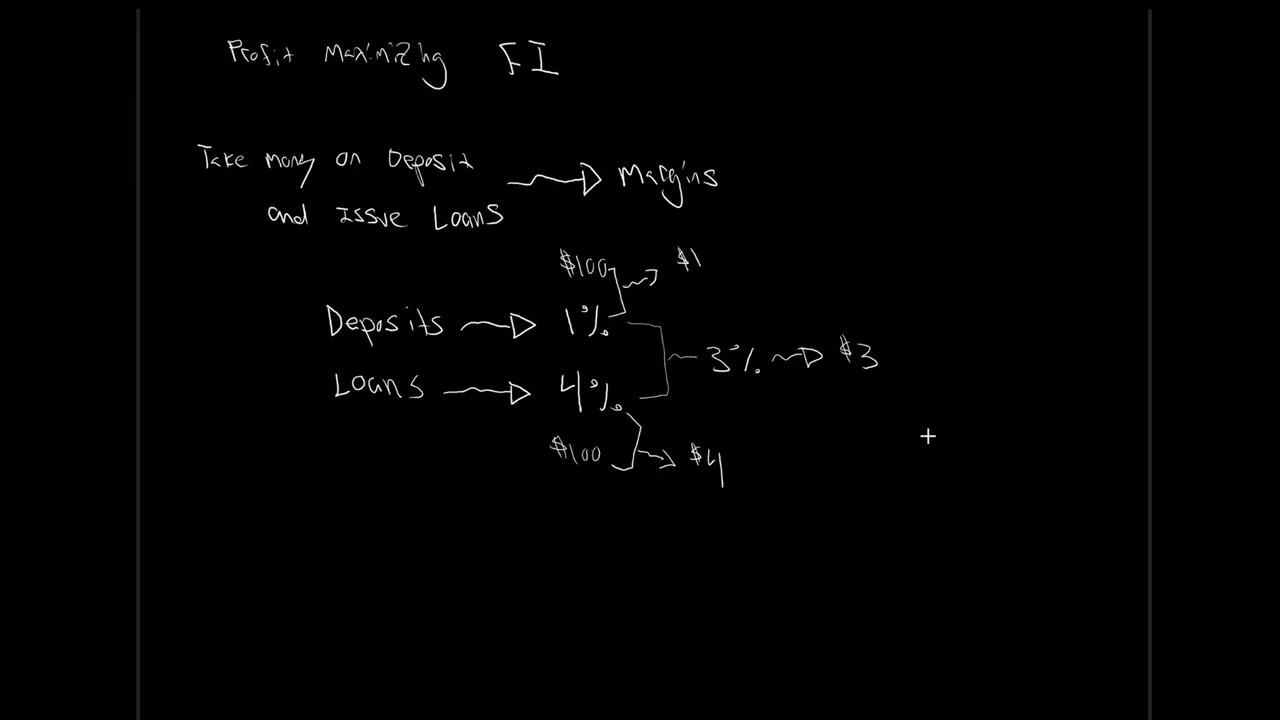 Profit Maximizing FI
Take money on Deposit
Margins
and Issue Loans
$100
$1
Deposits 1%
3% $3
Loans 4%
$100
$4